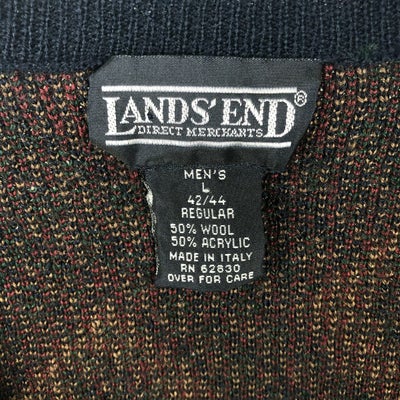 LANDS' END®
DIRECT MERCHANTS
MEN'S
L
42/44
REGULAR
50% WOOL
50% ACRYLIC
MADE IN ITALY
RN 62830
OVER FOR CARE